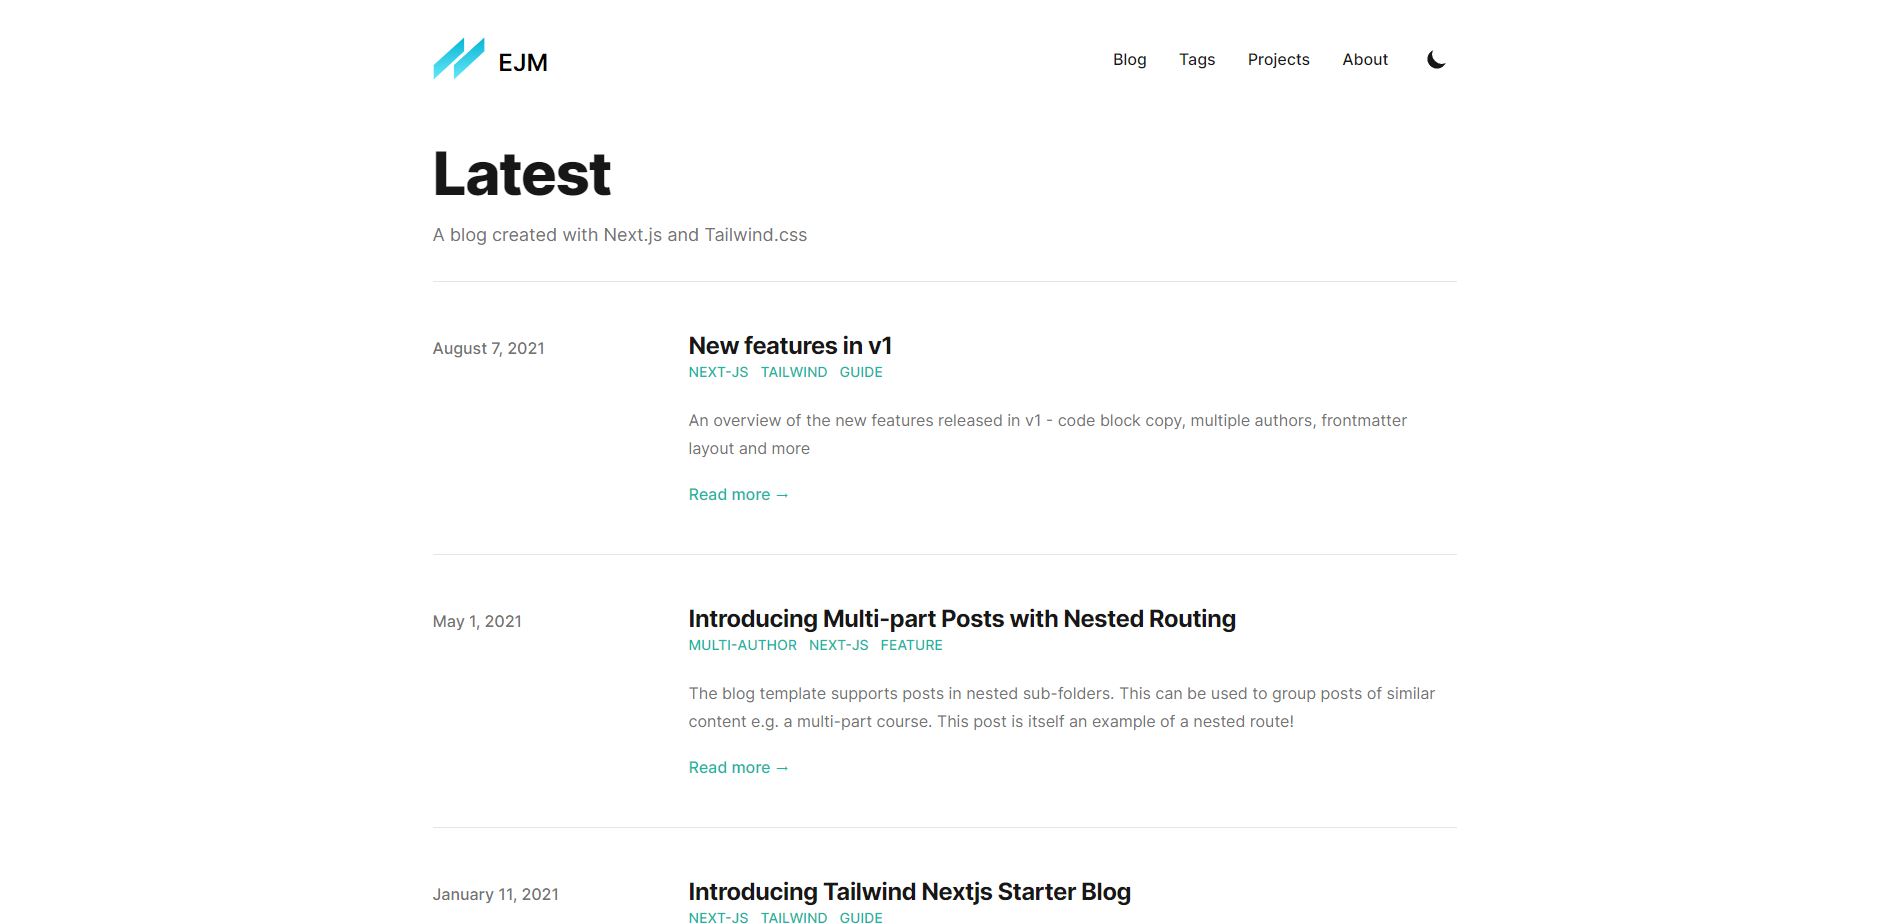 EJM
Blog Tags Projects About
Latest
A blog created with Next.js and Tailwind.css
August 7, 2021
New features in v1
NEXT-JS TAILWIND GUIDE
An overview of the new features released in v1 - code block copy, multiple authors, frontmatter
layout and more
Read more →
May 1, 2021
Introducing Multi-part Posts with Nested Routing
MULTI-AUTHOR NEXT-JS FEATURE
The blog template supports posts in nested sub-folders. This can be used to group posts of similar
content e.g. a multi-part course. This post is itself an example of a nested route!
Read more →
January 11, 2021
Introducing Tailwind Nextjs Starter Blog
NEXT-JS TAILWIND GUIDE